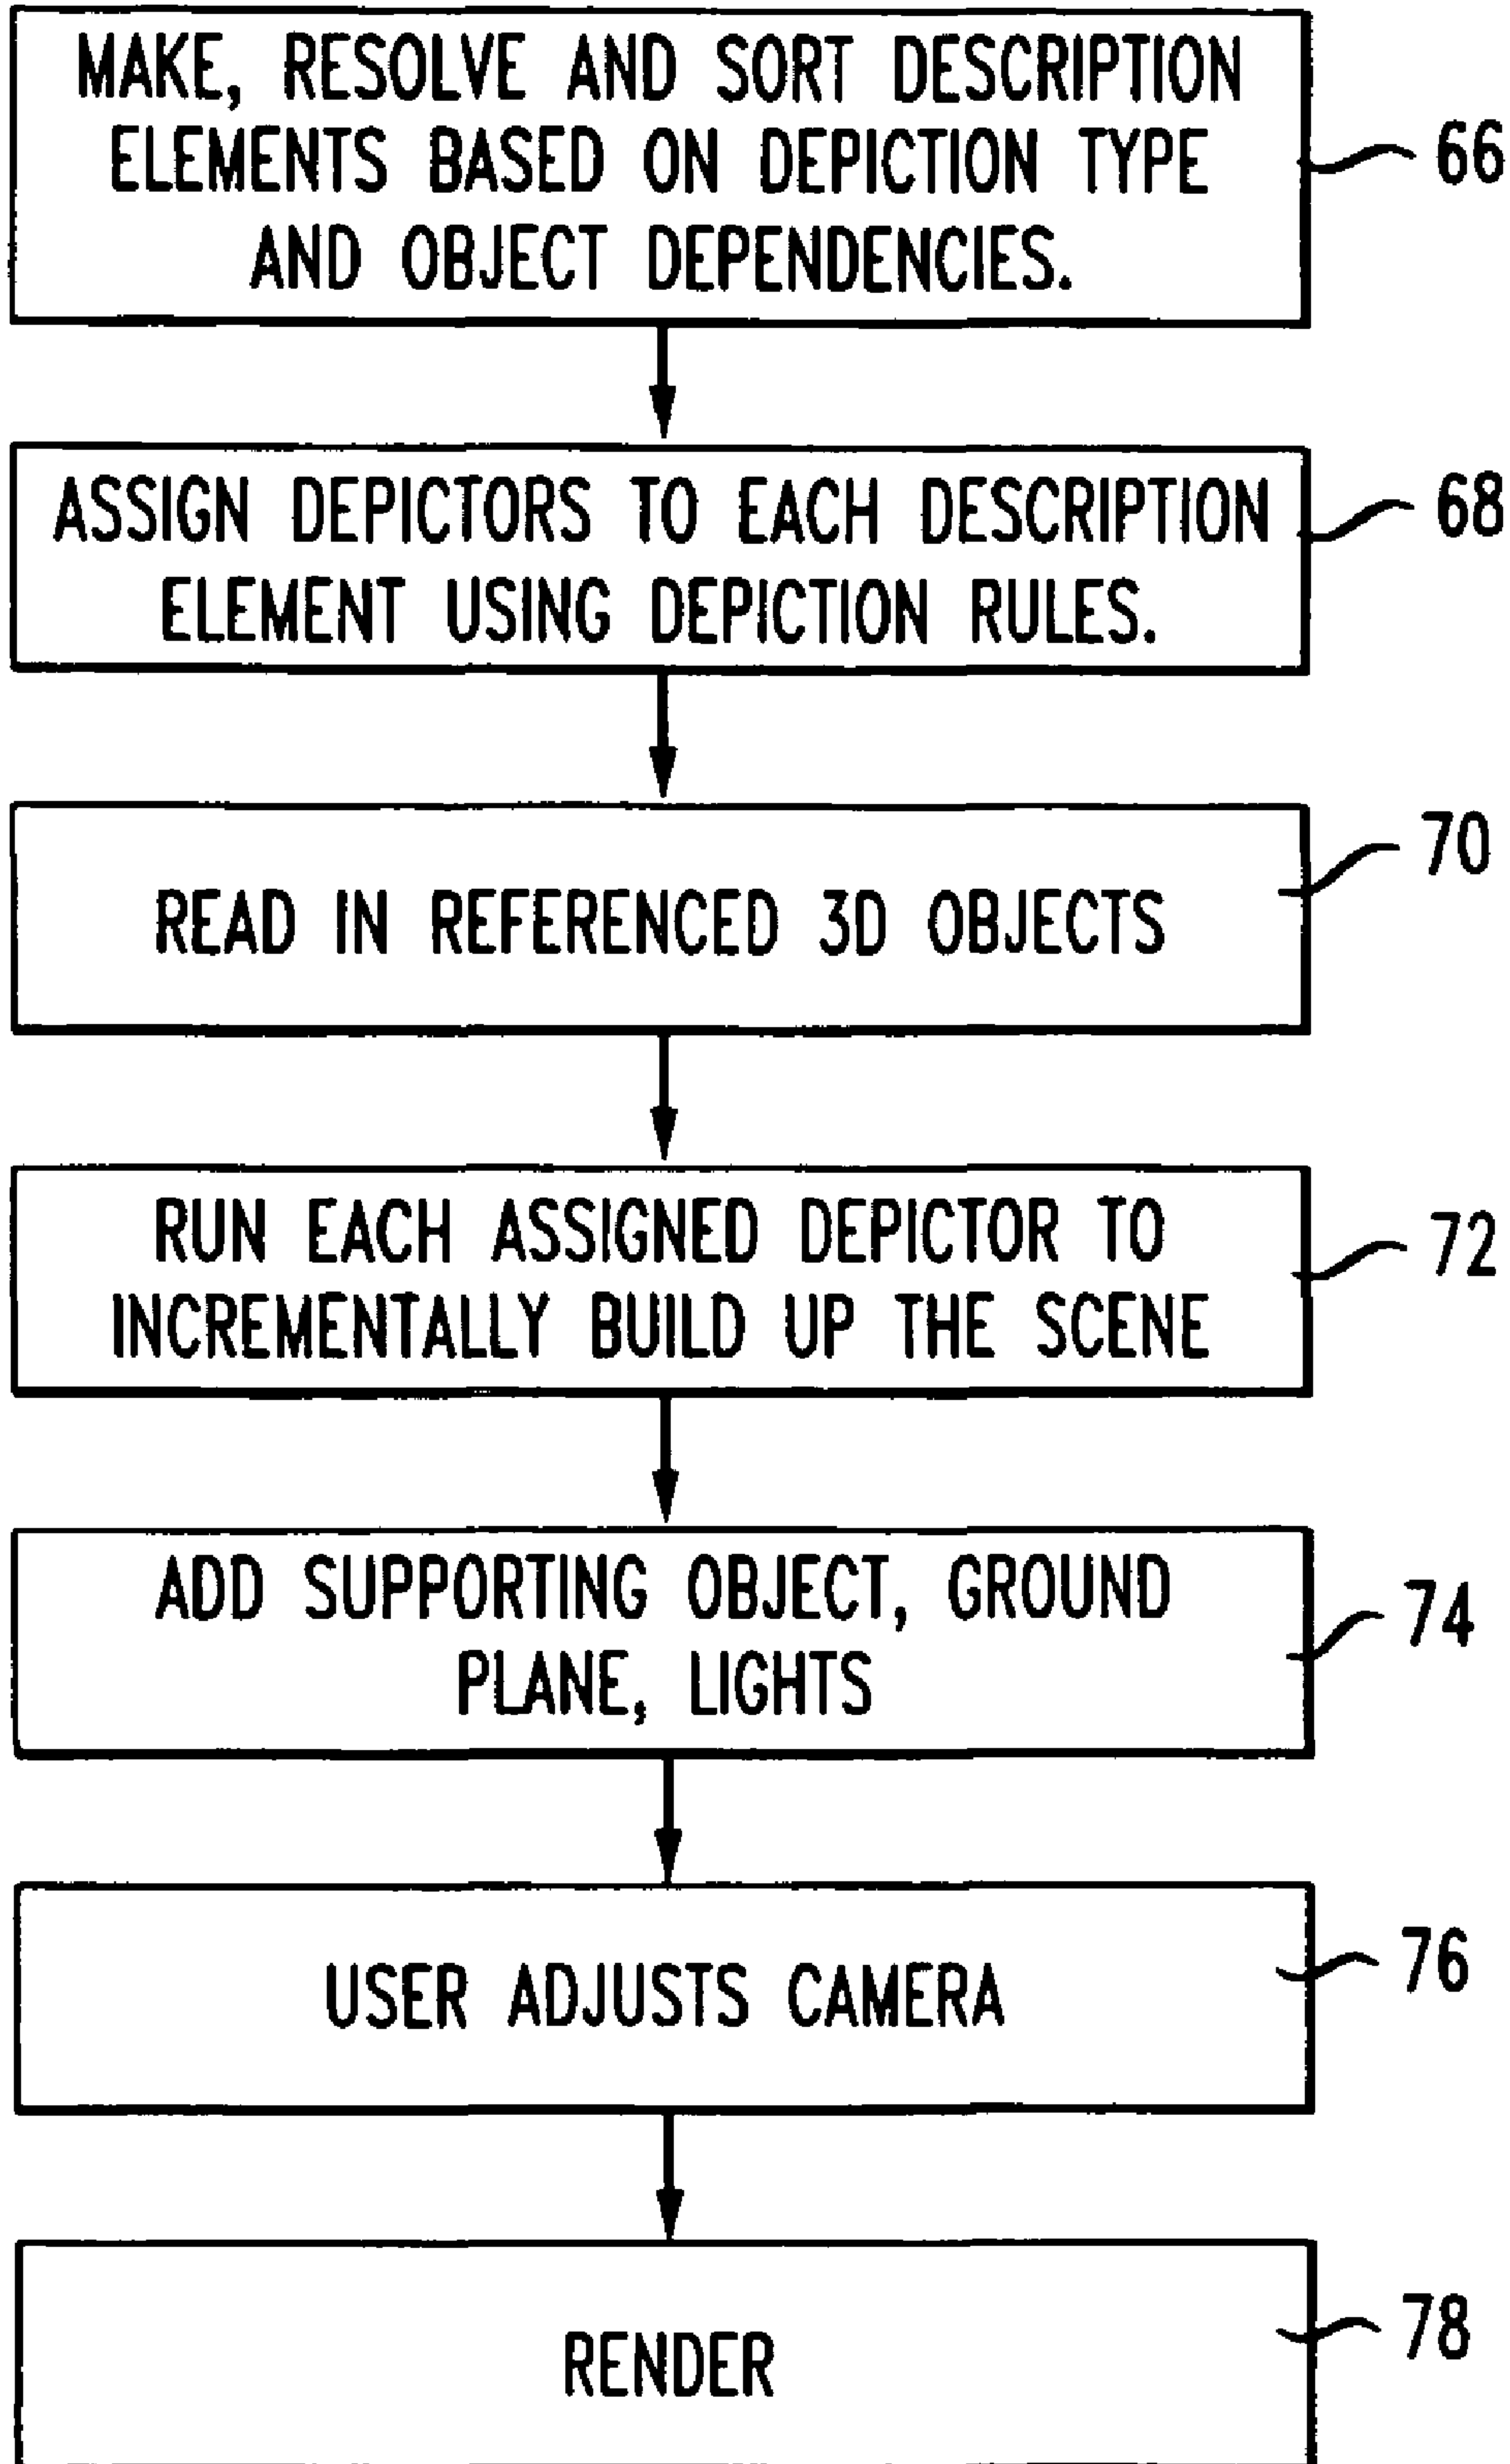 MAKE, RESOLVE AND SORT DESCRIPTION
ELEMENTS BASED ON DEPICTION TYPE
AND OBJECT DEPENDENCIES.
66
ASSIGN DEPICTORS TO EACH DESCRIPTION
ELEMENT USING DEPICTION RULES.
68
READ IN REFERENCED 3D OBJECTS
70
RUN EACH ASSIGNED DEPICTOR TO
INCREMENTALLY BUILD UP THE SCENE
72
ADD SUPPORTING OBJECT, GROUND
PLANE, LIGHTS
74
USER ADJUSTS CAMERA
76
RENDER
78